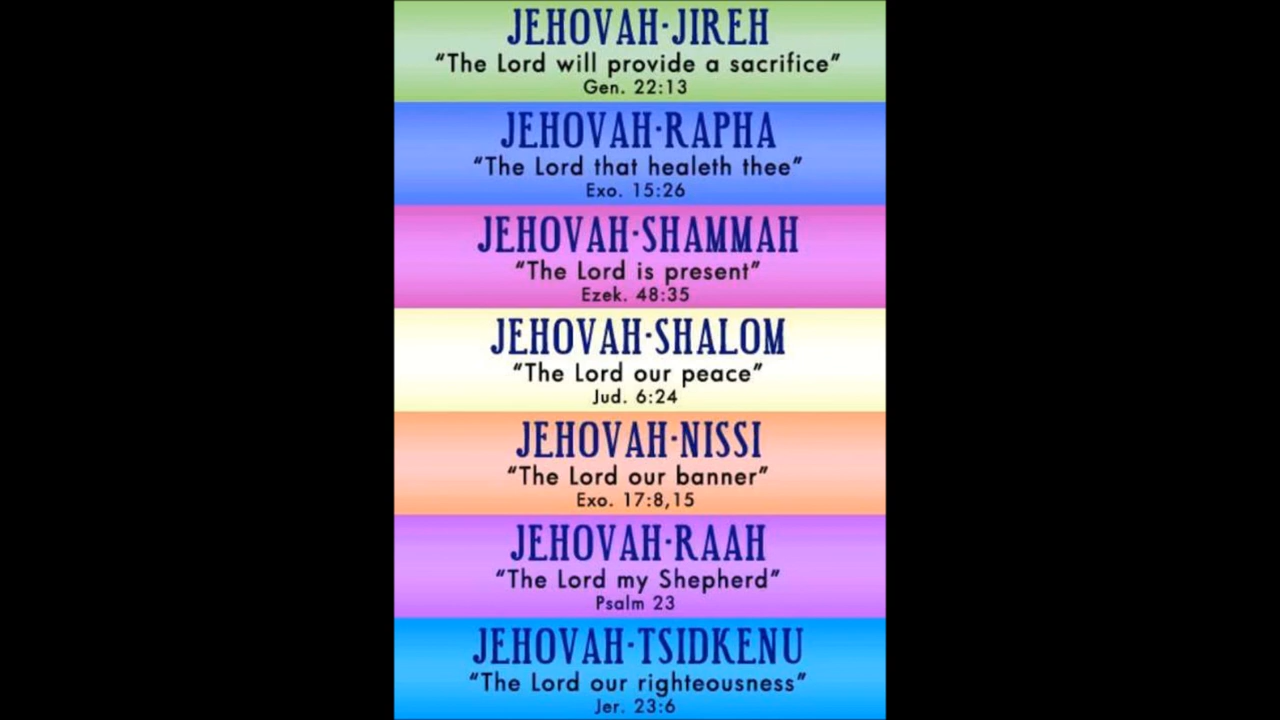 JEHOVAH·JIREH
“The Lord will provide a sacrifice”
Gen. 22:13
JEHOVAH·RAPHA
“The Lord that healeth thee”
Exo. 15:26
JEHOVAH·SHAMMAH
“The Lord is present”
Ezek. 48:35
JEHOVAH·SHALOM
“The Lord our peace”
Jud. 6:24
JEHOVAH·NISSI
“The Lord our banner”
Exo. 17:8,15
JEHOVAH·RAAH
“The Lord my Shepherd”
Psalm 23
JEHOVAH·TSIDKENU
“The Lord our righteousness”
Jer. 23:6